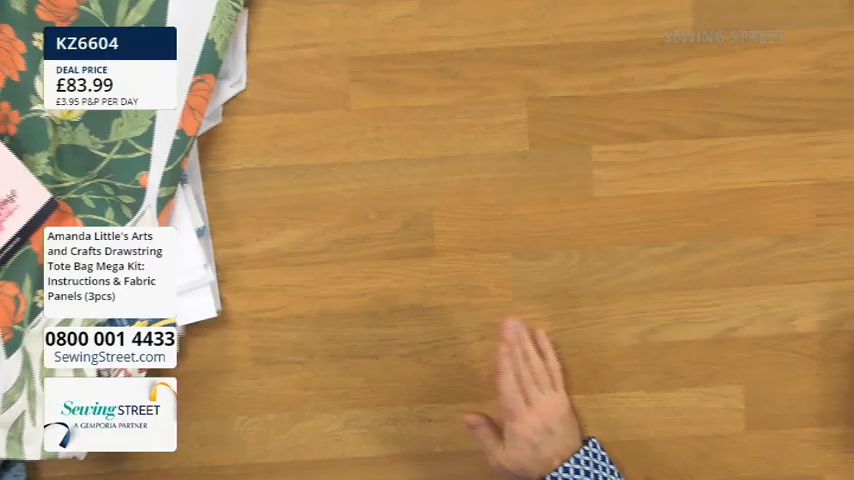 KZ6604
SEWING STREET
DEAL PRICE
£83.99
£3.95 P&P PER DAY
Amanda Little's Arts
and Crafts Drawstring
Tote Bag Mega Kit:
Instructions & Fabric
Panels (3pcs)
0800 001 4433
SewingStreet.com
Sewing STREET
A GEMPORIA PARTNER